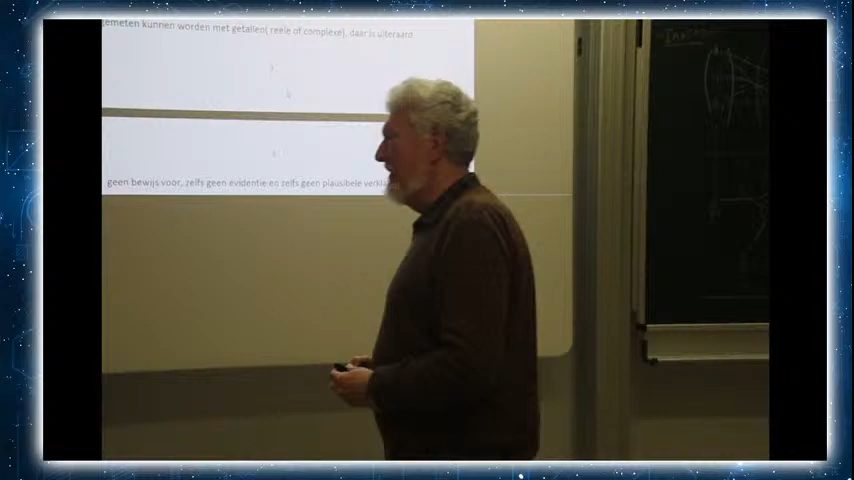 gemeten kunnen worden met getallen( reële of complexe), daar is uiteraard
geen bewijs voor, zelfs geen evidentie en zelfs geen plausibele